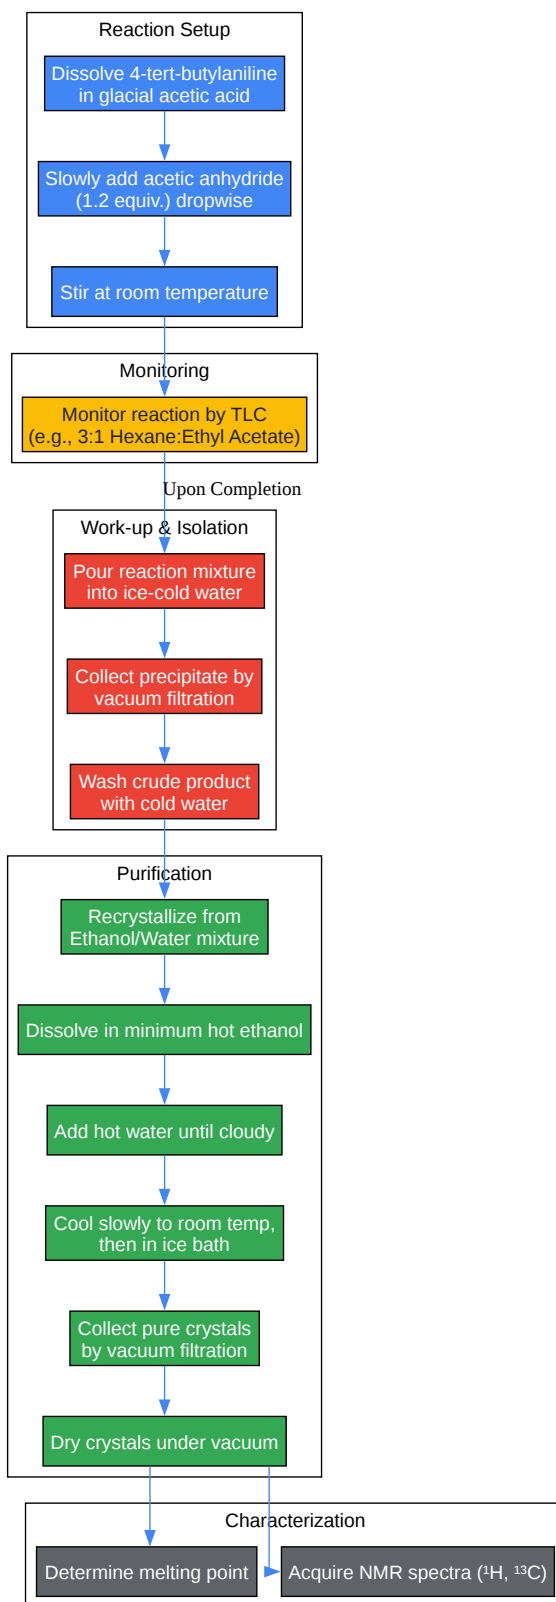 Reaction Setup
Dissolve 4-tert-butylaniline
in glacial acetic acid
Slowly add acetic anhydride
(1.2 equiv.) dropwise
Stir at room temperature
Monitoring
Monitor reaction by TLC
(e.g., 3:1 Hexane:Ethyl Acetate)
Upon Completion
Work-up & Isolation
Pour reaction mixture
into ice-cold water
Collect precipitate by
vacuum filtration
Wash crude product
with cold water
Purification
Recrystallize from
Ethanol/Water mixture
Dissolve in minimum hot ethanol
Add hot water until cloudy
Cool slowly to room temp,
then in ice bath
Collect pure crystals
by vacuum filtration
Dry crystals under vacuum
Characterization
Determine melting point
Acquire NMR spectra (¹H, ¹³C)